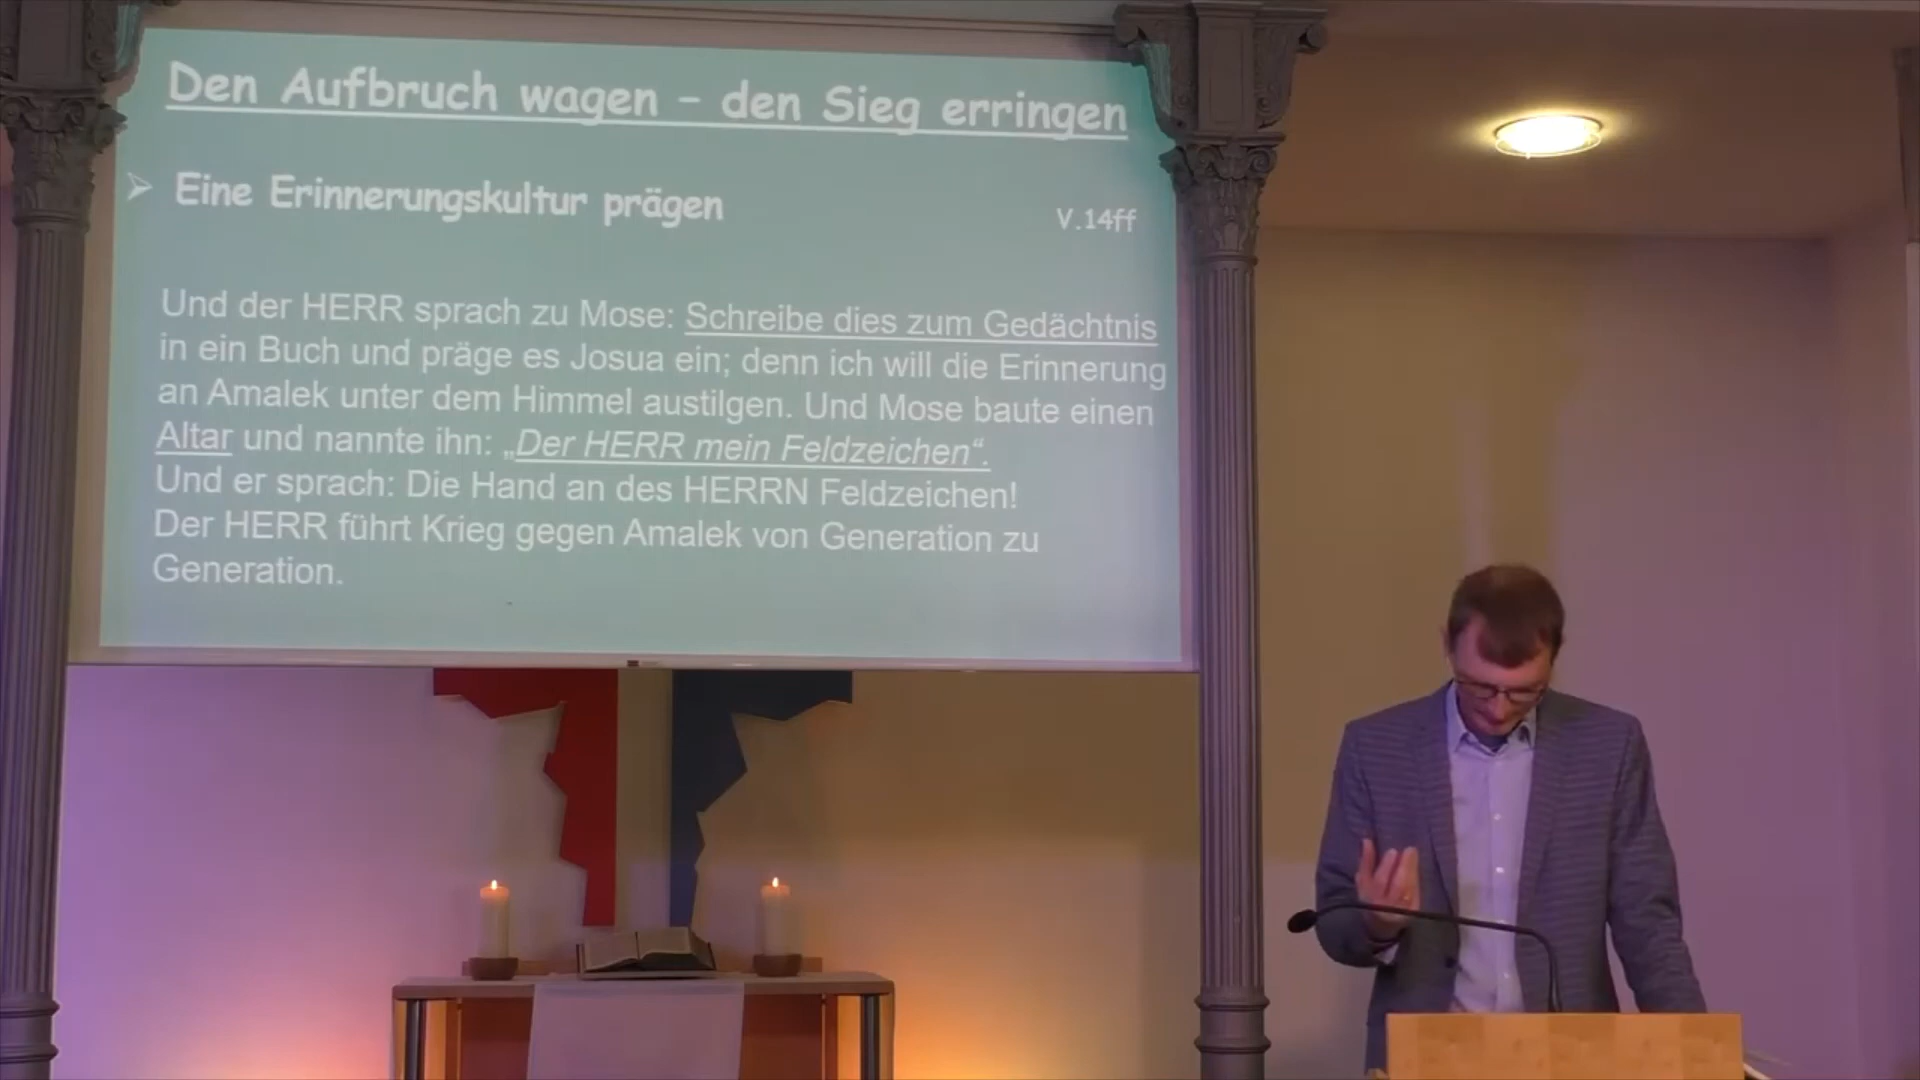 Den Aufbruch wagen – den Sieg erringen
➢ Eine Erinnerungskultur prägen V.14ff
Und der HERR sprach zu Mose: Schreibe dies zum Gedächtnis
in ein Buch und präge es Josua ein; denn ich will die Erinnerung
an Amalek unter dem Himmel austilgen. Und Mose baute einen
Altar und nannte ihn: „Der HERR mein Feldzeichen“.
Und er sprach: Die Hand an des HERRN Feldzeichen!
Der HERR führt Krieg gegen Amalek von Generation zu
Generation.